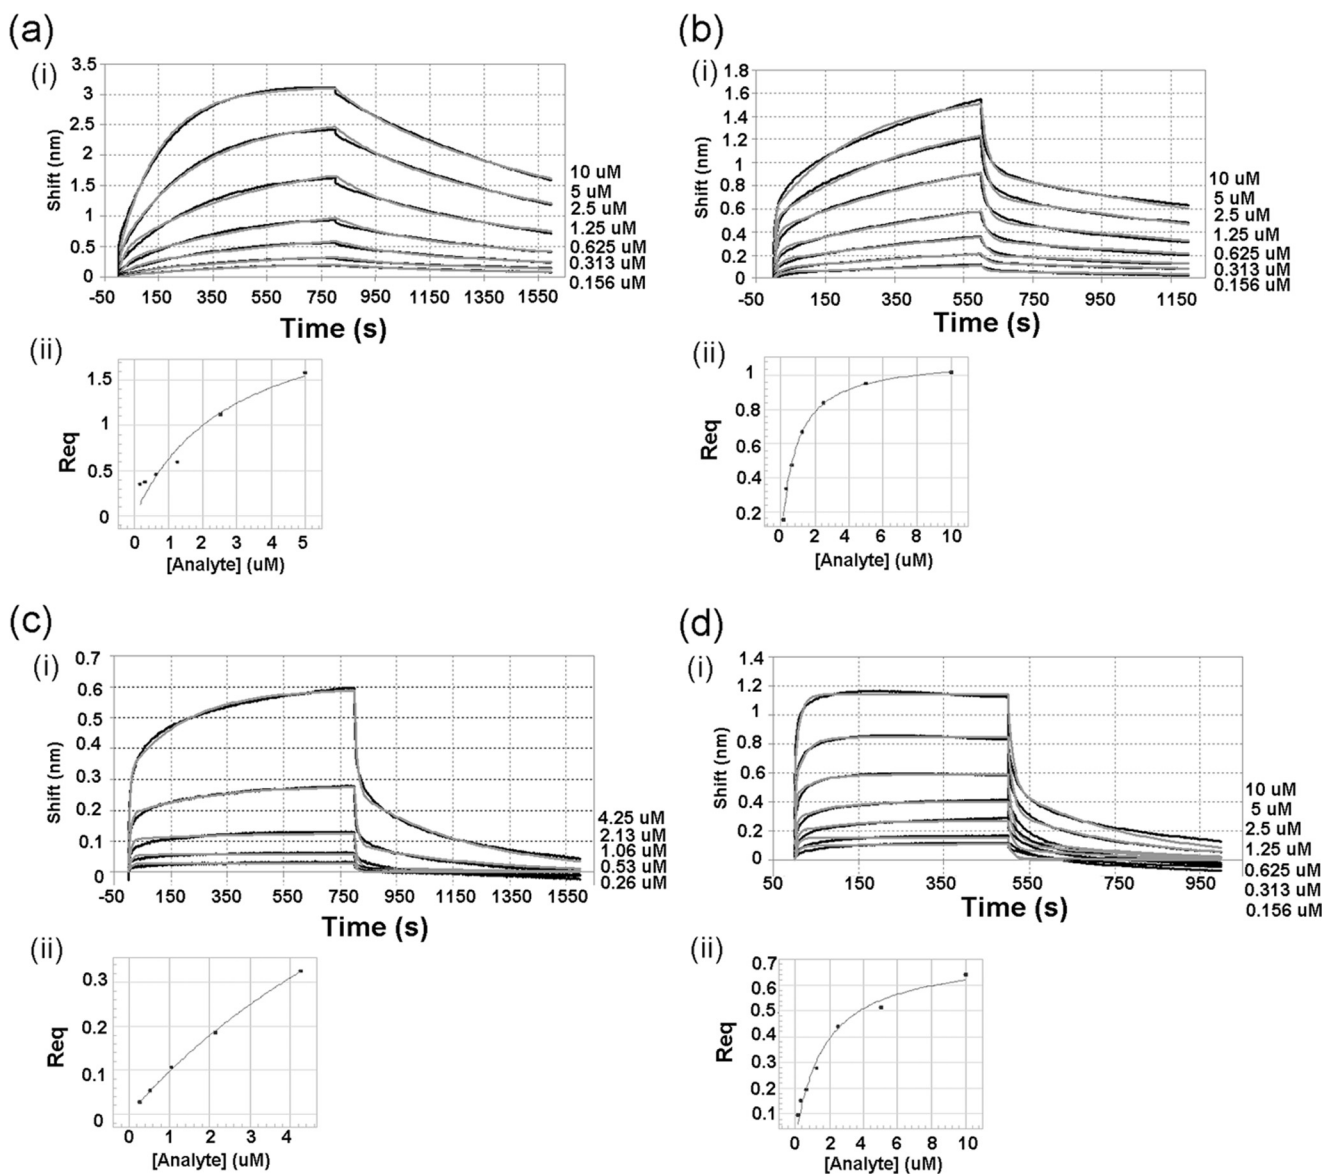 (a)
(i)
Shift (nm)
3.5
3
2.5
2
1.5
1
0.5
0
-50 150 350 550 750 950 1150 1350 1550
Time (s)
10 uM
5 uM
2.5 uM
1.25 uM
0.625 uM
0.313 uM
0.156 uM
(ii)
Req
1.5
1
0.5
0
0 1 2 3 4 5
[Analyte] (uM)
(b)
(i)
Shift (nm)
1.8
1.6
1.4
1.2
1
0.8
0.6
0.4
0.2
0
-50 150 350 550 750 950 1150
Time (s)
10 uM
5 uM
2.5 uM
1.25 uM
0.625 uM
0.313 uM
0.156 uM
(ii)
Req
1
0.8
0.6
0.4
0.2
0 2 4 6 8 10
[Analyte] (uM)
(c)
(i)
Shift (nm)
0.7
0.6
0.5
0.4
0.3
0.2
0.1
0
-50 150 350 550 750 950 1150 1350 1550
Time (s)
4.25 uM
2.13 uM
1.06 uM
0.53 uM
0.26 uM
(ii)
Req
0.3
0.2
0.1
0
0 1 2 3 4
[Analyte] (uM)
(d)
(i)
Shift (nm)
1.4
1.2
1
0.8
0.6
0.4
0.2
0
50 150 350 550 750 950
Time (s)
10 uM
5 uM
2.5 uM
1.25 uM
0.625 uM
0.313 uM
0.156 uM
(ii)
Req
0.7
0.6
0.5
0.4
0.3
0.2
0.1
0 2 4 6 8 10
[Analyte] (uM)